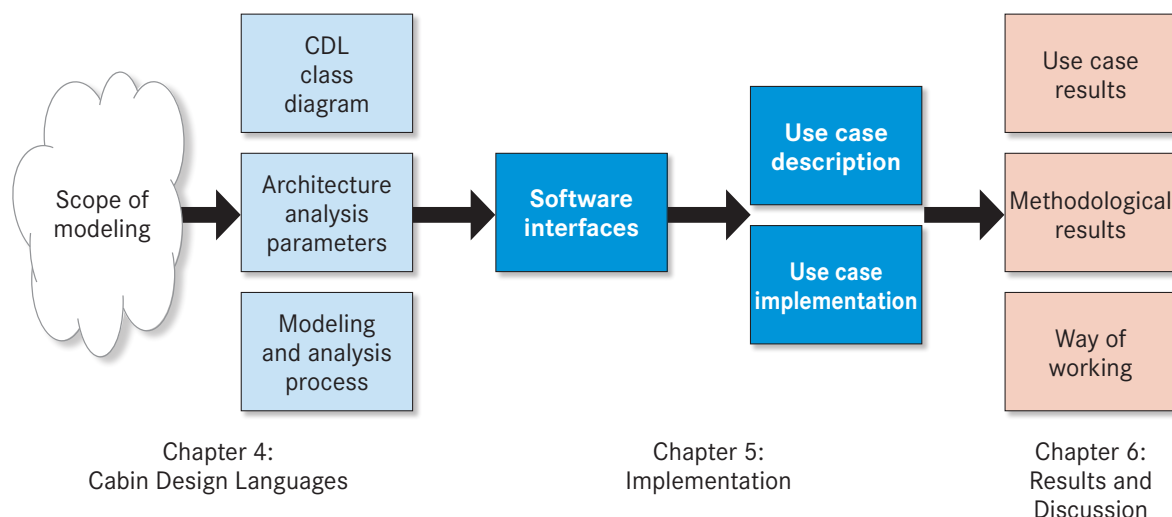 Scope of
modeling
CDL
class
diagram
Architecture
analysis
parameters
Modeling
and analysis
process
Software
interfaces
Use case
description
Use case
implementation
Use case
results
Methodological
results
Way of
working
Chapter 4:
Cabin Design Languages
Chapter 5:
Implementation
Chapter 6:
Results and
Discussion